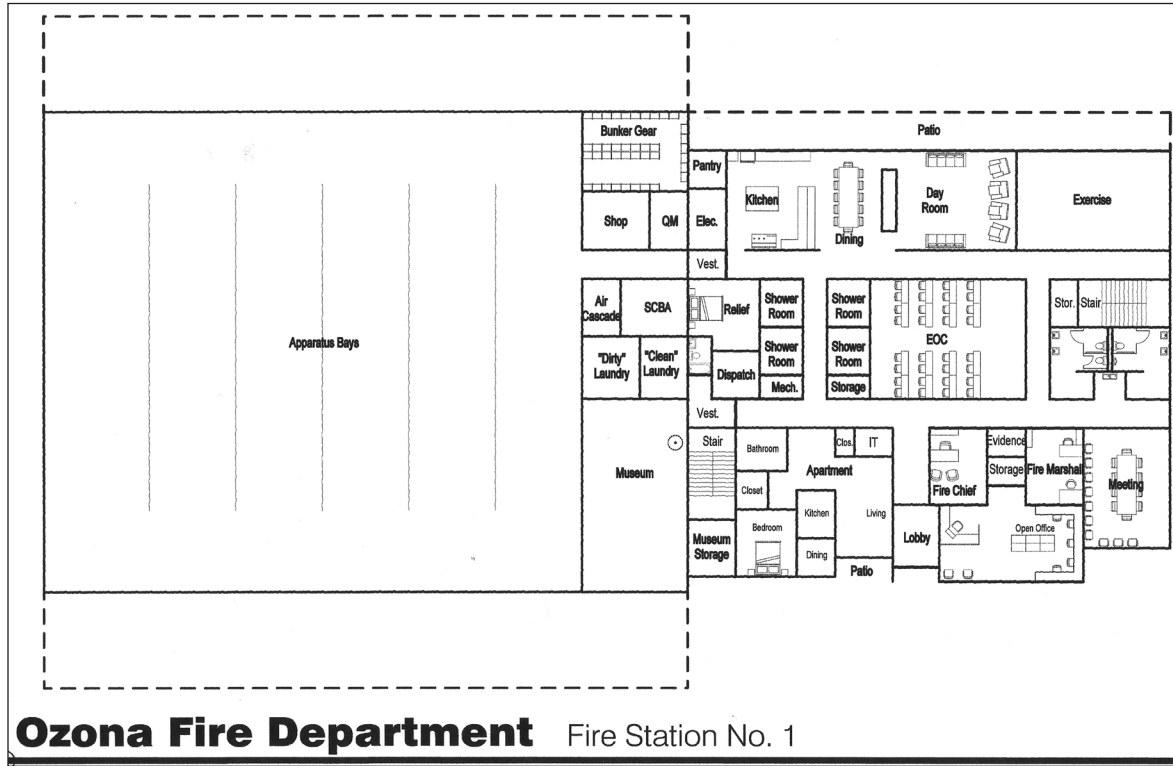 Bunker Gear
Patio
Pantry
Kitchen
Day
Room
Exercise
Shop
QM
Elec.
Dining
Vest.
Air
Cascade
SCBA
Relief
Shower
Room
Shower
Room
Stor.
Stair
Apparatus Bays
EOC
"Dirty"
Laundry
"Clean"
Laundry
Shower
Room
Shower
Room
Dispatch
Mech.
Storage
Vest.
Stair
Bathroom
Clos.
IT
Evidence
Museum
Apartment
Storage
Fire Marshall
Closet
Fire Chief
Meeting
Kitchen
Living
Bedroom
Open Office
Museum
Storage
Lobby
Dining
Patio
Ozona Fire Department Fire Station No. 1